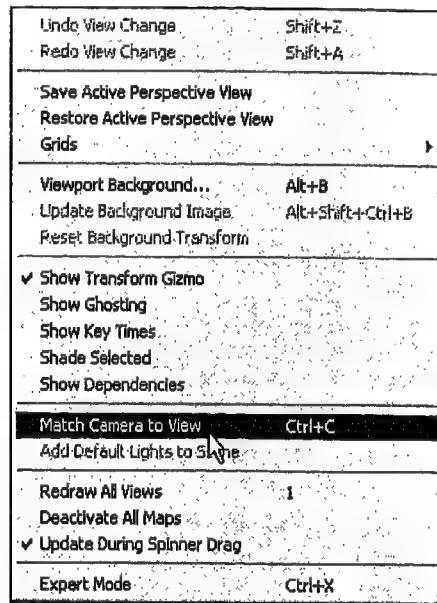 Undo View Change Shift+Z
Redo View Change Shift+A
Save Active Perspective View
Restore Active Perspective View
Grids
Viewport Background... Alt+B
Update Background Image Alt+Shift+Ctrl+B
Reset Background Transform
✓ Show Transform Gizmo
Show Ghosting
Show Key Times
Shade Selected
Show Dependencies
Match Camera to View Ctrl+C
Add Default Lights to
Redraw All Views 1
Deactivate All Maps
✓ Update During Spinner Drag
Expert Mode Ctrl+X